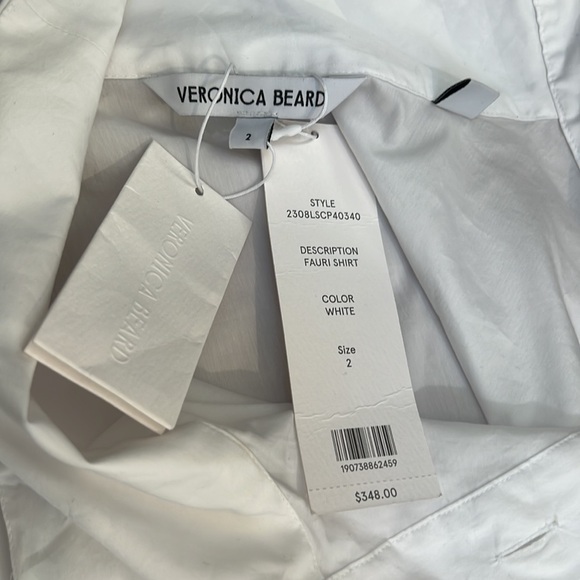 VERONICA BEARD
2
VERONICA BEARD
STYLE
2308LSCP40340
DESCRIPTION
FAURI SHIRT
COLOR
WHITE
Size
2
190738862459
$348.00